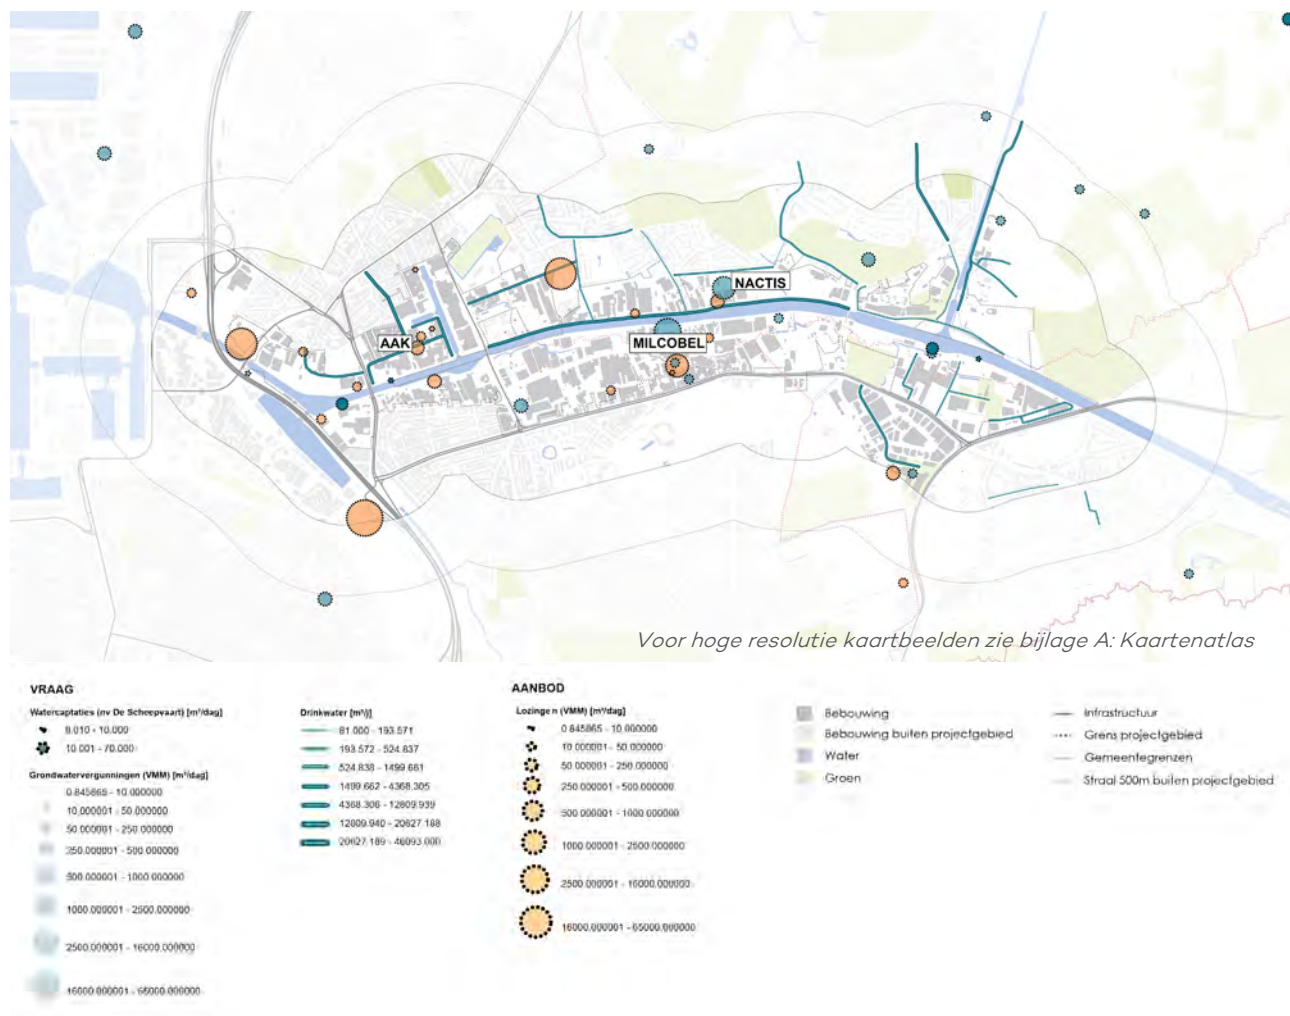 NACTIS
AAK
MILCOBEL
Voor hoge resolutie kaartbeelden zie bijlage A: Kaartenatlas
VRAAG
Watercaptaties (nv De Scheepvaart) [m³/dag]
0.010 - 10.000
10.001 - 70.000
Grondwatervergunningen (VMM) [m³/dag]
0.845865 - 10.000000
10.000001 - 50.000000
50.000001 - 250.000000
250.000001 - 500.000000
500.000001 - 1000.000000
1000.000001 - 2500.000000
2500.000001 - 16000.000000
16000.000001 - 65000.000000
Drinkwater [m³/j]
81.000 - 193.571
193.572 - 524.837
524.838 - 1499.661
1499.662 - 4368.305
4368.306 - 12809.939
12809.940 - 20627.188
20627.189 - 46093.000
AANBOD
Lozingen (VMM) [m³/dag]
0.845865 - 10.000000
10.000001 - 50.000000
50.000001 - 250.000000
250.000001 - 500.000000
500.000001 - 1000.000000
1000.000001 - 2500.000000
2500.000001 - 16000.000000
16000.000001 - 65000.000000
Bebouwing
Bebouwing buiten projectgebied
Water
Groen
Infrastructuur
Grens projectgebied
Gemeentegrenzen
Straal 500m buiten projectgebied